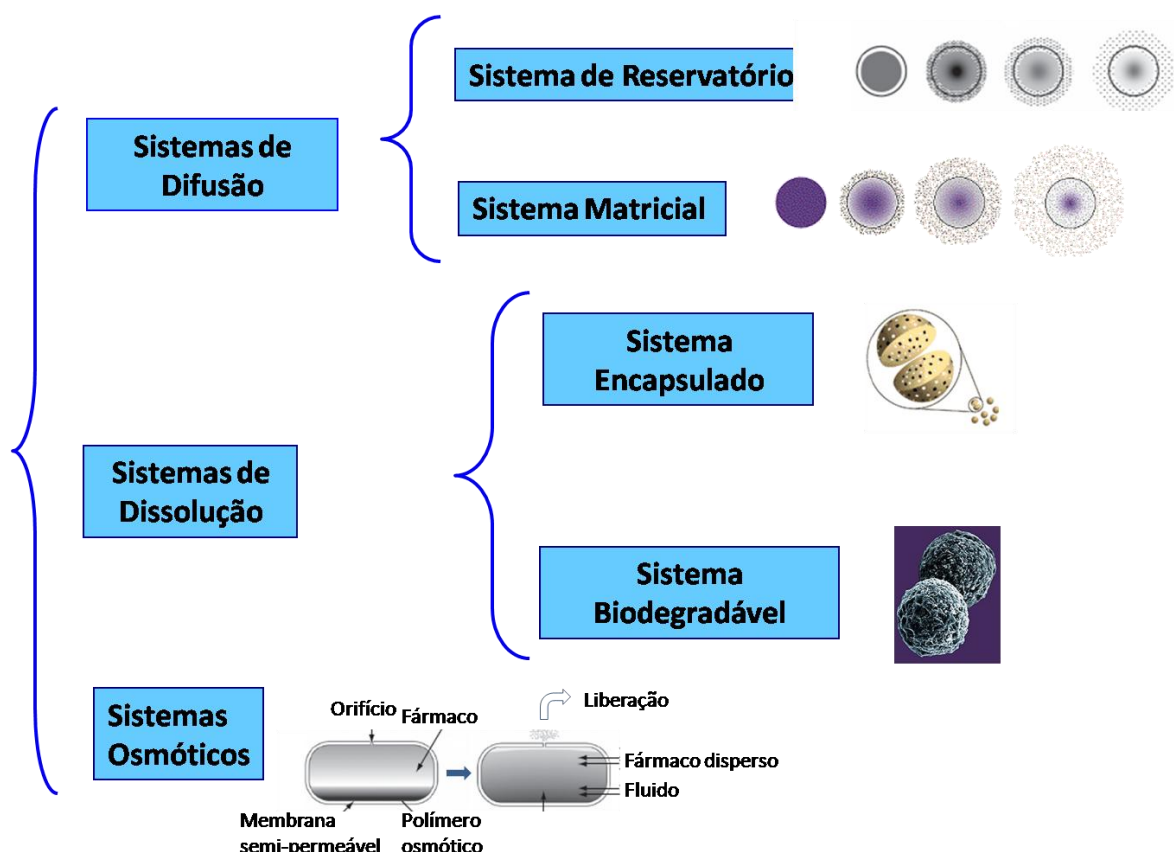 Sistema de Reservatório
Sistemas de
Difusão
Sistema Matricial
Sistema
Encapsulado
Sistemas de
Dissolução
Sistema
Biodegradável
Sistemas
Osmóticos
Orifício
Fármaco
Liberação
Fármaco disperso
Fluido
Membrana
semi-permeável
Polímero
osmótico